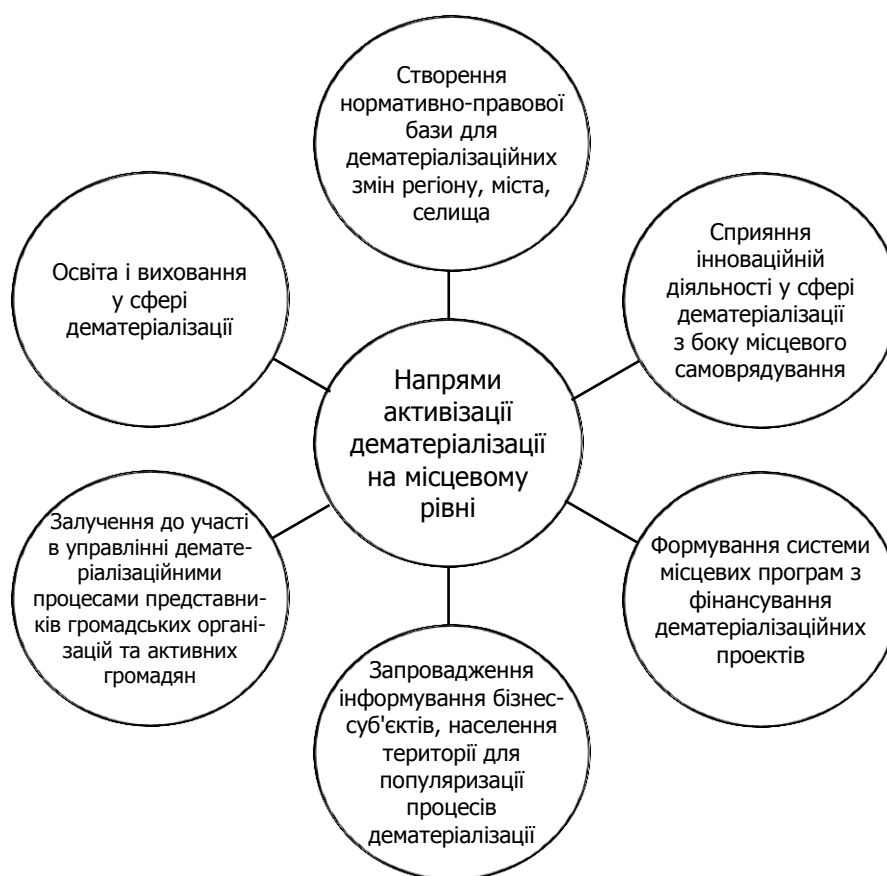 Створення
нормативно-правової
бази для
дематеріалізаційних
змін регіону, міста,
селища
Сприяння
інноваційній
діяльності у сфері
дематеріалізації
з боку місцевого
самоврядування
Освіта і виховання
у сфері
дематеріалізації
Напрями
активізації
дематеріалізації
на місцевому
рівні
Залучення до участі
в управлінні демате-
ріалізаційними
процесами представни-
ків громадських органі-
зацій та активних
громадян
Формування системи
місцевих програм з
фінансування
дематеріалізаційних
проектів
Запровадження
інформування бізнес-
суб'єктів, населення
території для
популяризації
процесів
дематеріалізації